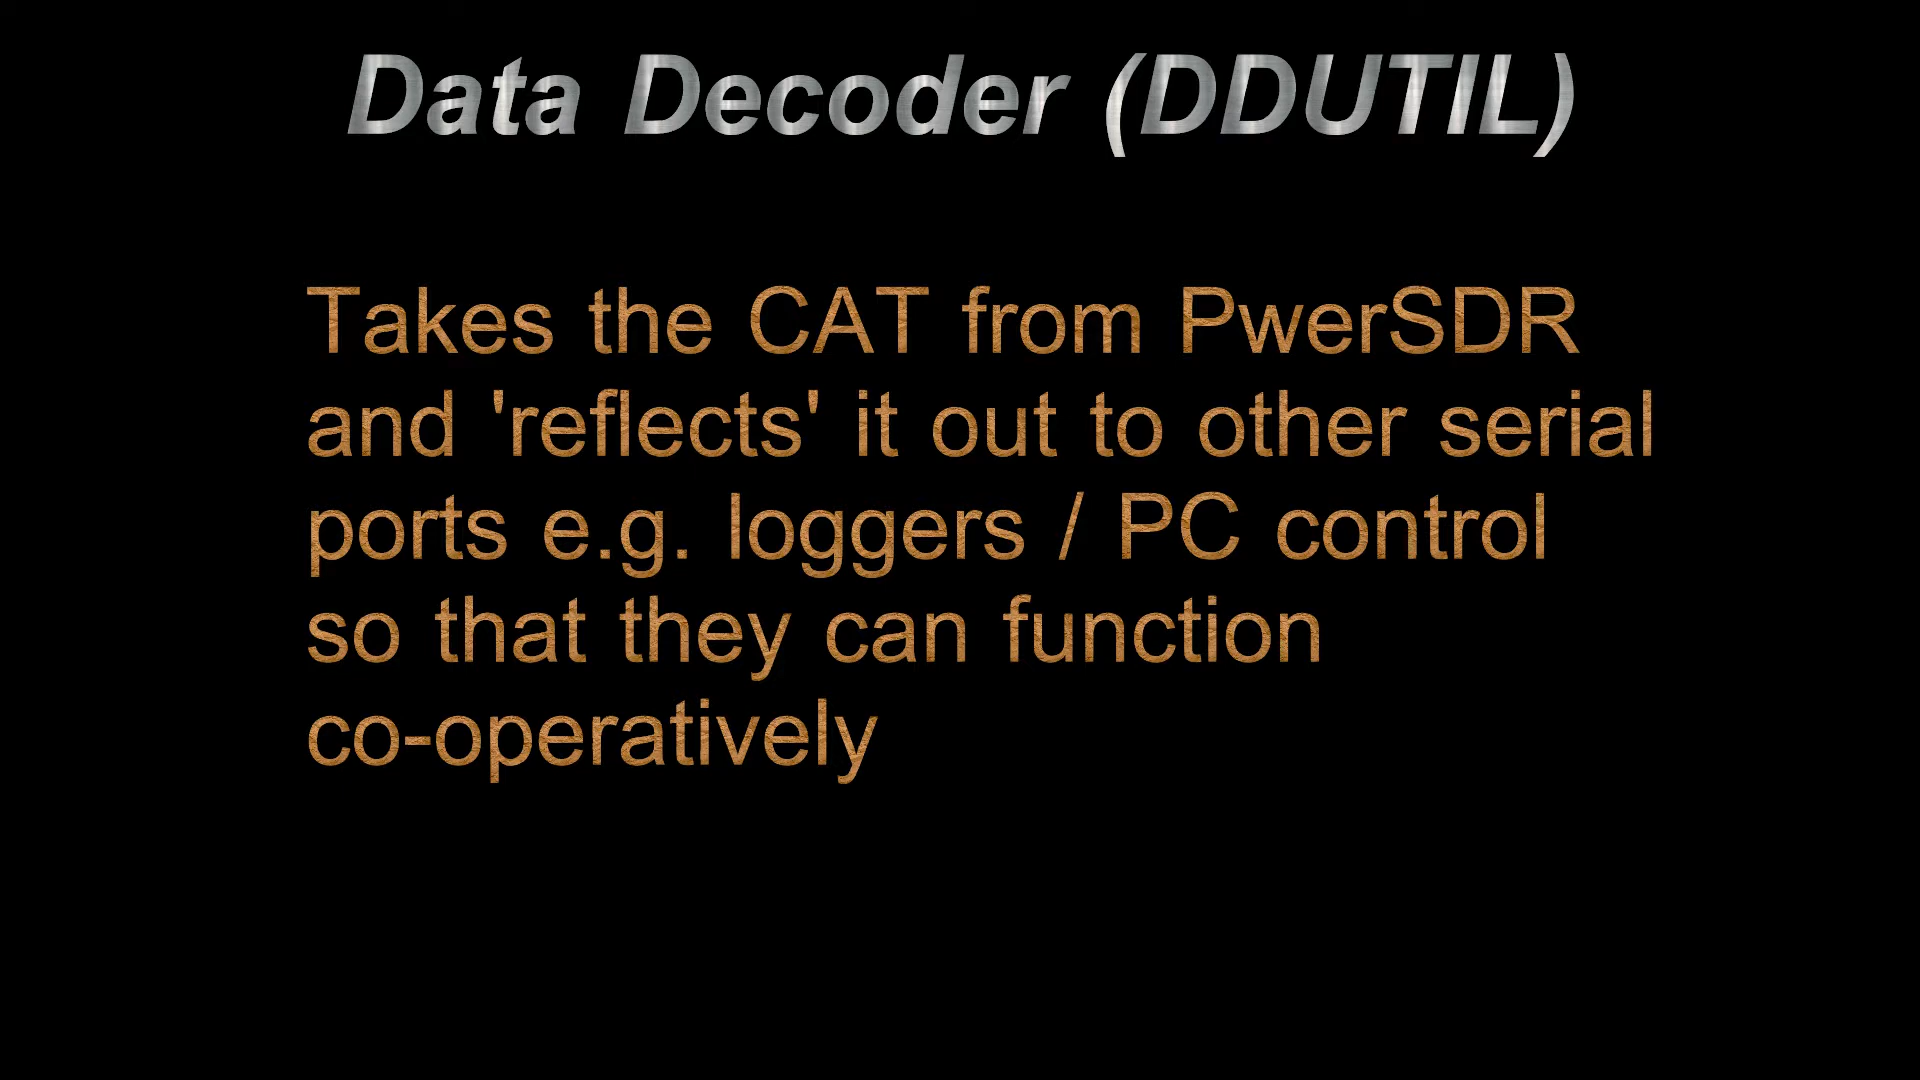 Data Decoder (DDUTIL)
Takes the CAT from PwerSDR
and 'reflects' it out to other serial
ports e.g. loggers / PC control
so that they can function
co-operatively